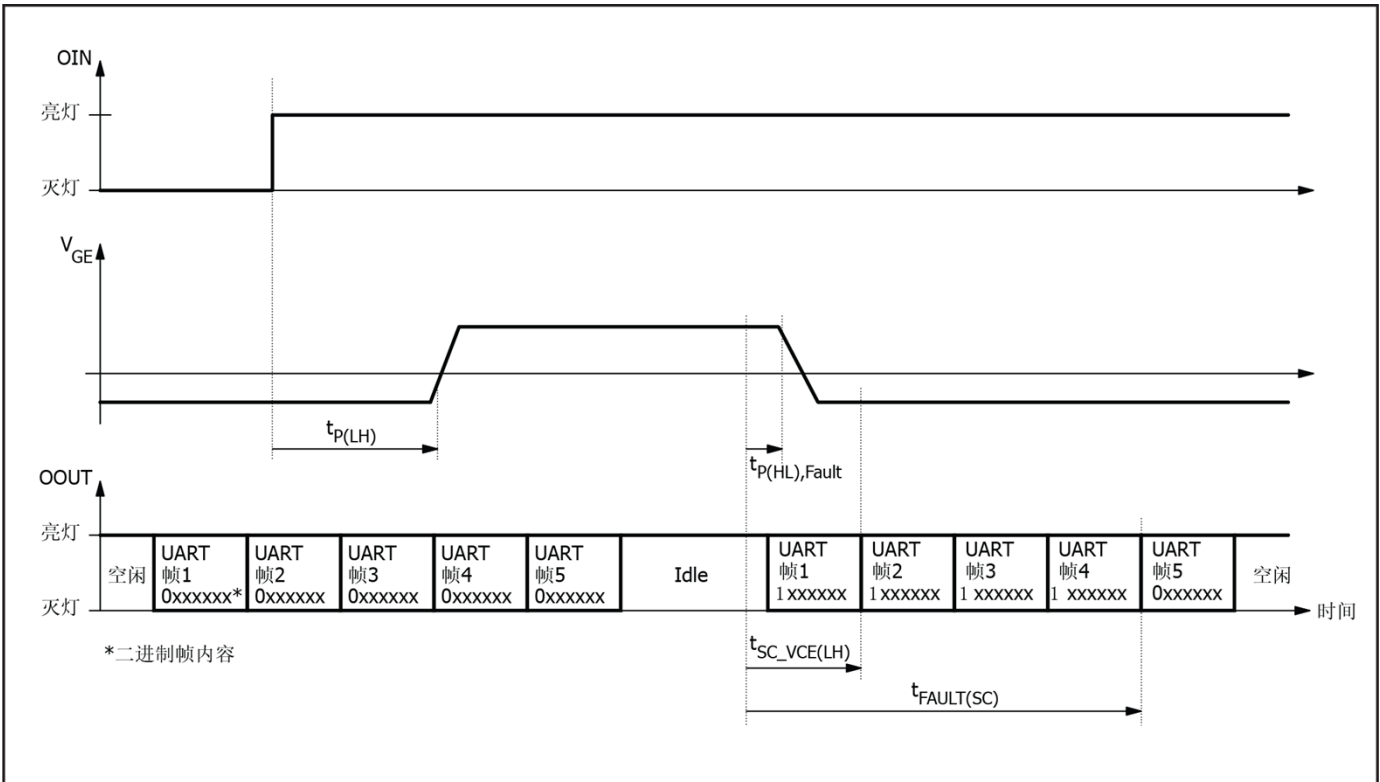 OIN
亮灯
灭灯
VGE
tP(LH)
tP(HL),Fault
OOUT
亮灯
空闲
UART
帧1
0xxxxxx*
UART
帧2
0xxxxxx
UART
帧3
0xxxxxx
UART
帧4
0xxxxxx
UART
帧5
0xxxxxx
Idle
UART
帧1
1xxxxxx
UART
帧2
1xxxxxx
UART
帧3
1 xxxxxx
UART
帧4
1 xxxxxx
UART
帧5
0xxxxxx
空闲
灭灯
时间
*二进制帧内容
tSC_VCE(LH)
tFAULT(SC)